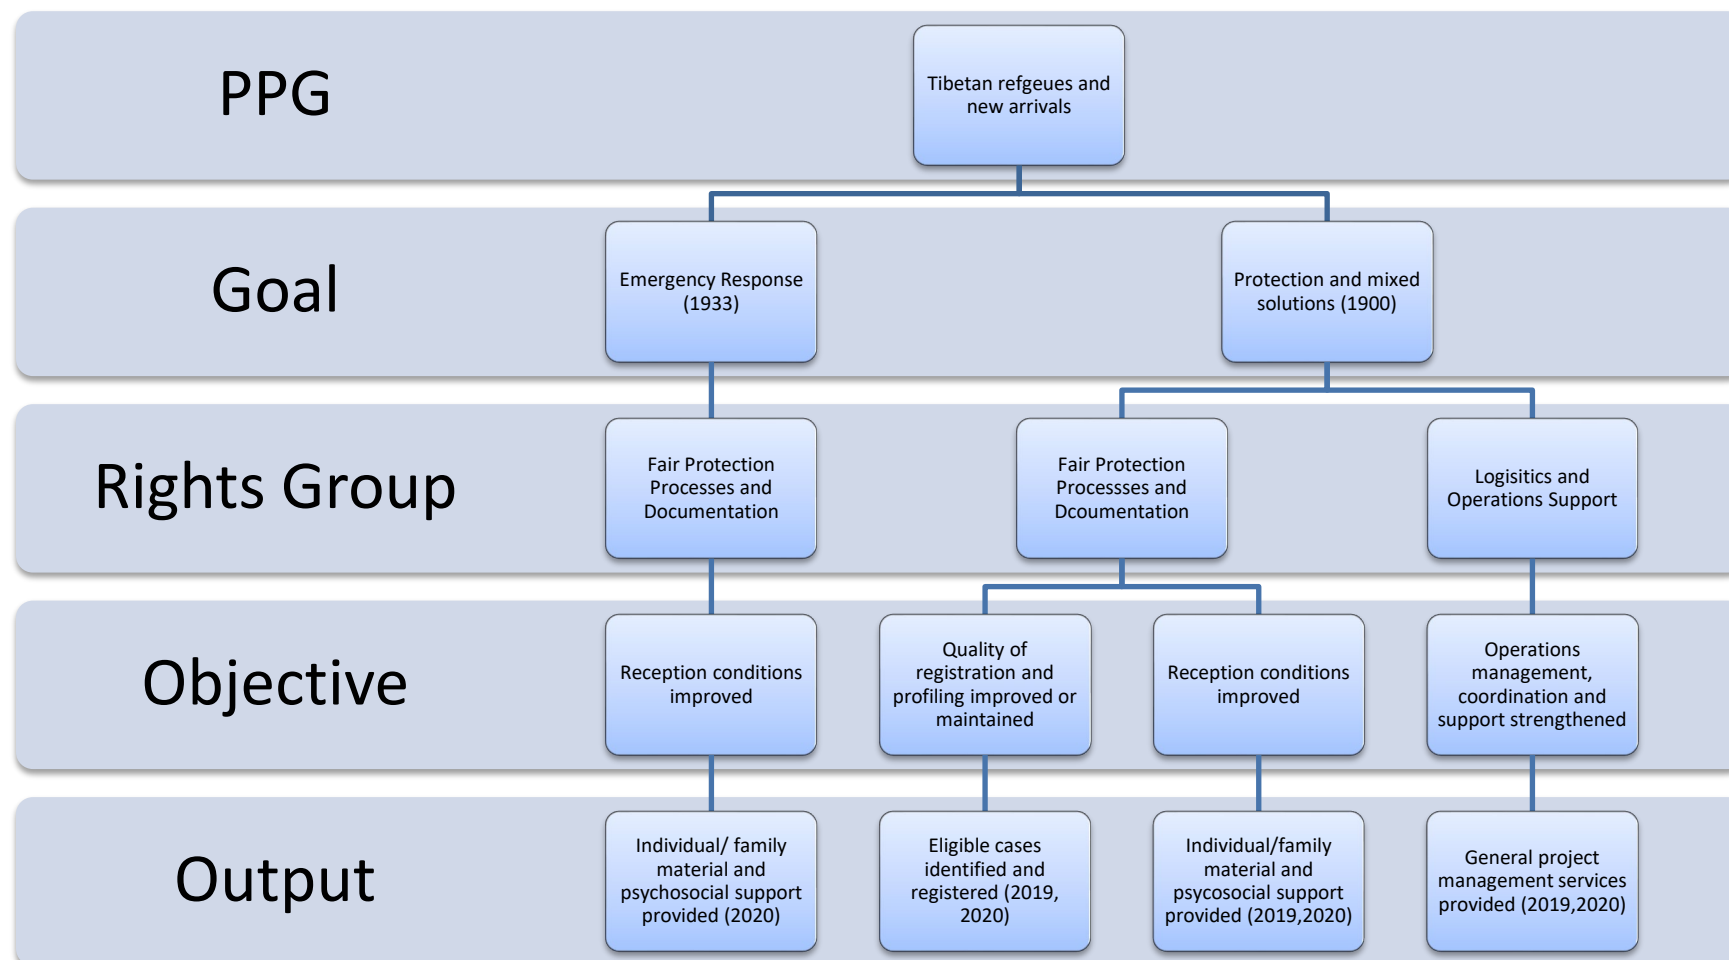 PPG
Tibetan refgeues and
new arrivals
Goal
Emergency Response
(1933)
Protection and mixed
solutions (1900)
Rights Group
Fair Protection
Processes and
Documentation
Fair Protection
Processses and
Dcoumentation
Logisitics and
Operations Support
Objective
Reception conditions
improved
Quality of
registration and
profiling improved or
maintained
Reception conditions
improved
Operations
management,
coordination and
support strengthened
Output
Individual/ family
material and
psychosocial support
provided (2020)
Eligible cases
identified and
registered (2019,
2020)
Individual/family
material and
psycosocial support
provided (2019,2020)
General project
management services
provided (2019,2020)